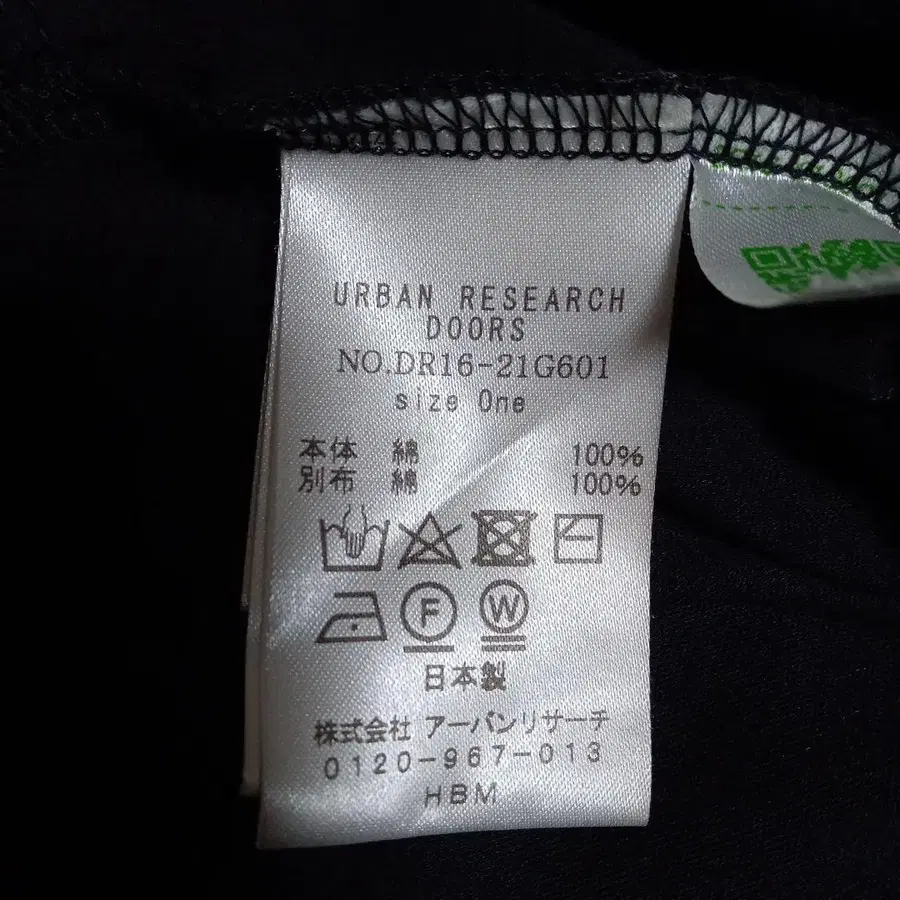 URBAN RESEARCH
DOORS
NO.DR16-21G601
size One
本体 綿 100%
別布 綿 100%
F W
日本製
株式会社 アーバンリサーチ
0120-967-013
HBM